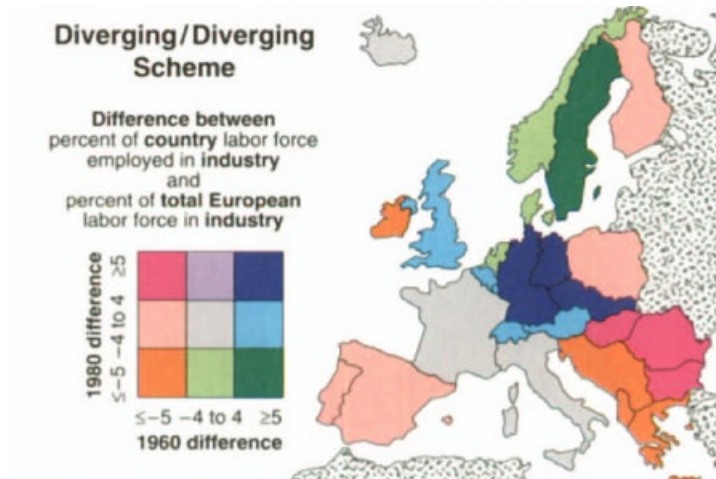 Diverging/Diverging
Scheme
Difference between
percent of country labor force
employed in industry
and
percent of total European
labor force in industry
1980 difference
≤−5 −4 to 4 ≥5
≤−5 −4 to 4 ≥5
1960 difference